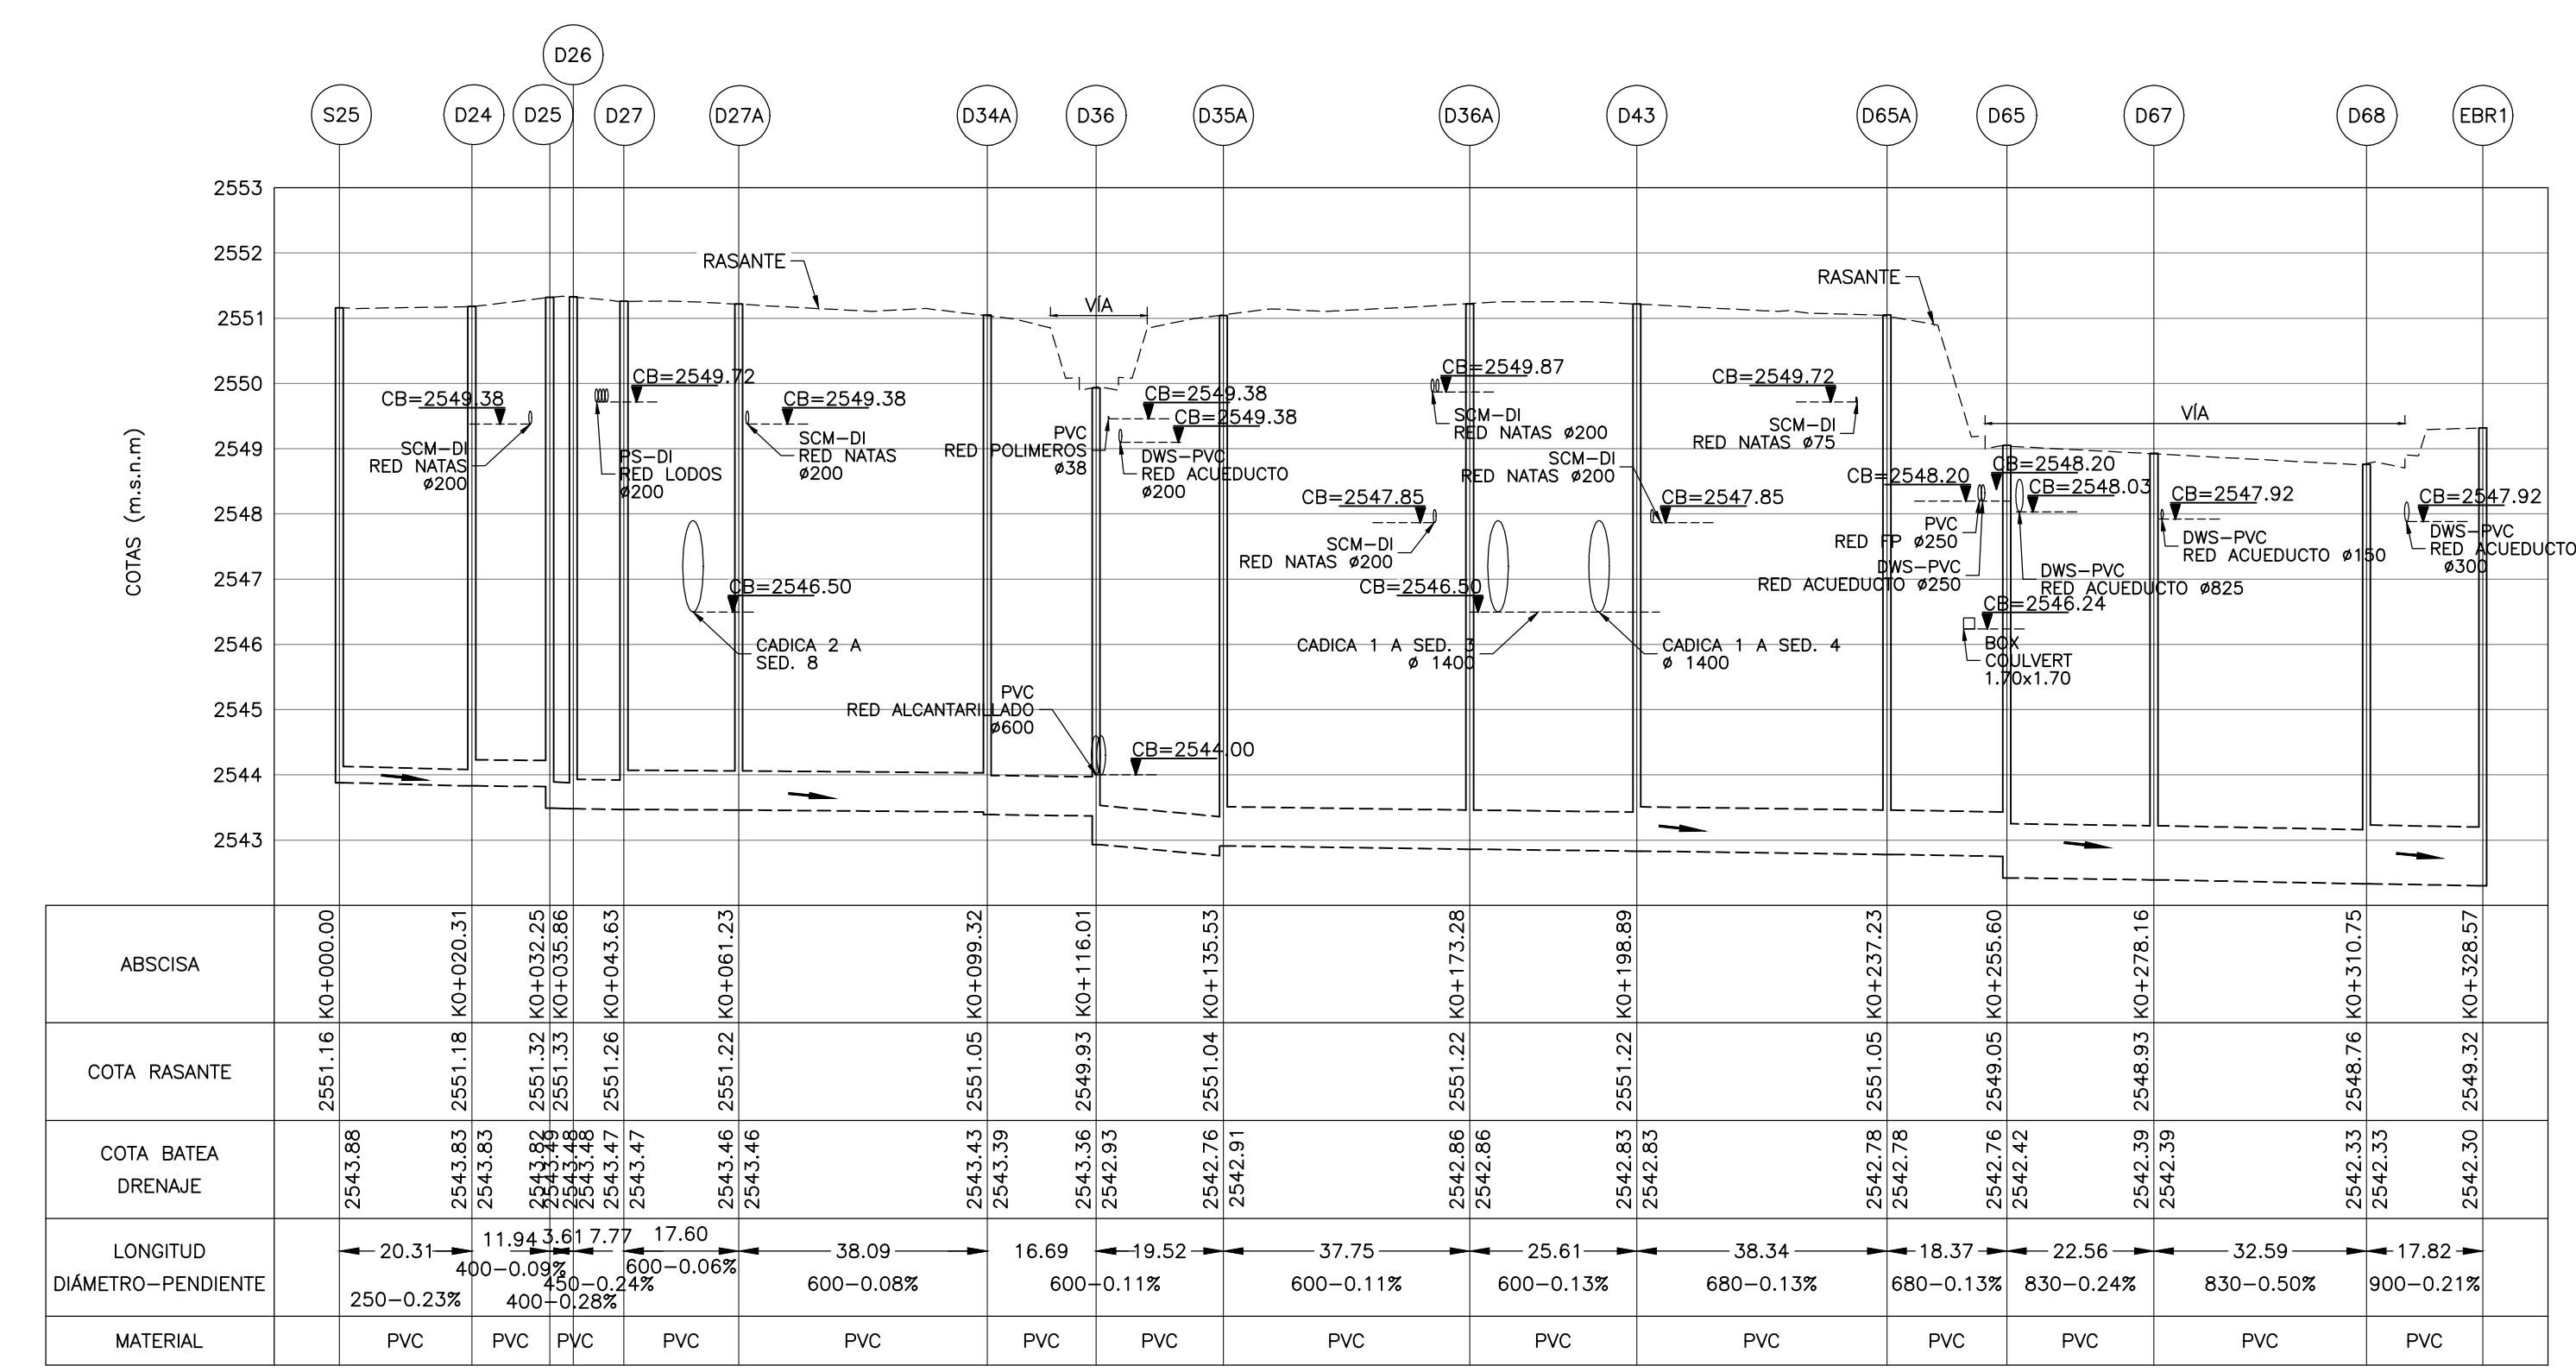 D26
S25 D24 D25 D27 D27A D34A D36 D35A D36A D43 D65A D65 D67 D68 EBR1
COTAS (m.s.n.m)
2553
2552
2551
2550
2549
2548
2547
2546
2545
2544
2543
RASANTE
VÍA
RASANTE
VÍA
CB=2549.38
SCM-DI
RED NATAS
ø200
CB=2549.72
PS-DI
RED LODOS
ø200
CB=2549.38
SCM-DI
RED NATAS
ø200
CB=2546.50
CADICA 2 A
SED. 8
CB=2549.38
PVC
RED POLIMEROS
ø38
CB=2549.38
DWS-PVC
RED ACUEDUCTO
ø200
PVC
RED ALCANTARILLADO
ø600
CB=2544.00
CB=2549.87
SCM-DI
RED NATAS ø200
CB=2547.85
SCM-DI
RED NATAS ø200
CB=2546.50
CADICA 1 A SED. 3
ø 1400
SCM-DI
RED NATAS ø200
CB=2547.85
CADICA 1 A SED. 4
ø 1400
CB=2549.72
SCM-DI
RED NATAS ø75
CB=2548.20
PVC
RED FP ø250
CB=2548.20
DWS-PVC
RED ACUEDUCTO ø250
CB=2548.03
DWS-PVC
RED ACUEDUCTO ø825
CB=2546.24
BOX
COULVERT
1.70x1.70
CB=2547.92
DWS-PVC
RED ACUEDUCTO ø150
CB=2547.92
DWS-PVC
RED ACUEDUCTO
ø300
ABSCISA
K0+000.00
K0+020.31
K0+032.25
K0+035.86
K0+043.63
K0+061.23
K0+099.32
K0+116.01
K0+135.53
K0+173.28
K0+198.89
K0+237.23
K0+255.60
K0+278.16
K0+310.75
K0+328.57
COTA RASANTE
2551.16
2551.18
2551.32
2551.33
2551.26
2551.22
2551.05
2549.93
2551.04
2551.22
2551.22
2551.05
2549.05
2548.93
2548.76
2549.32
COTA BATEA
DRENAJE
2543.88
2543.83
2543.83
2543.82
2543.49
2543.48
2543.48
2543.47
2543.47
2543.46
2543.46
2543.43
2543.39
2543.36
2542.93
2542.76
2542.91
2542.86
2542.86
2542.83
2542.83
2542.78
2542.78
2542.76
2542.42
2542.39
2542.39
2542.33
2542.33
2542.30
LONGITUD
DIÁMETRO-PENDIENTE
20.31
250-0.23%
11.94
400-0.09%
3.61
400-0.28%
7.77
450-0.24%
17.60
600-0.06%
38.09
600-0.08%
16.69
19.52
600-0.11%
37.75
600-0.11%
25.61
600-0.13%
38.34
680-0.13%
18.37
680-0.13%
22.56
830-0.24%
32.59
830-0.50%
17.82
900-0.21%
MATERIAL
PVC PVC PVC PVC PVC PVC PVC PVC PVC PVC PVC PVC PVC PVC